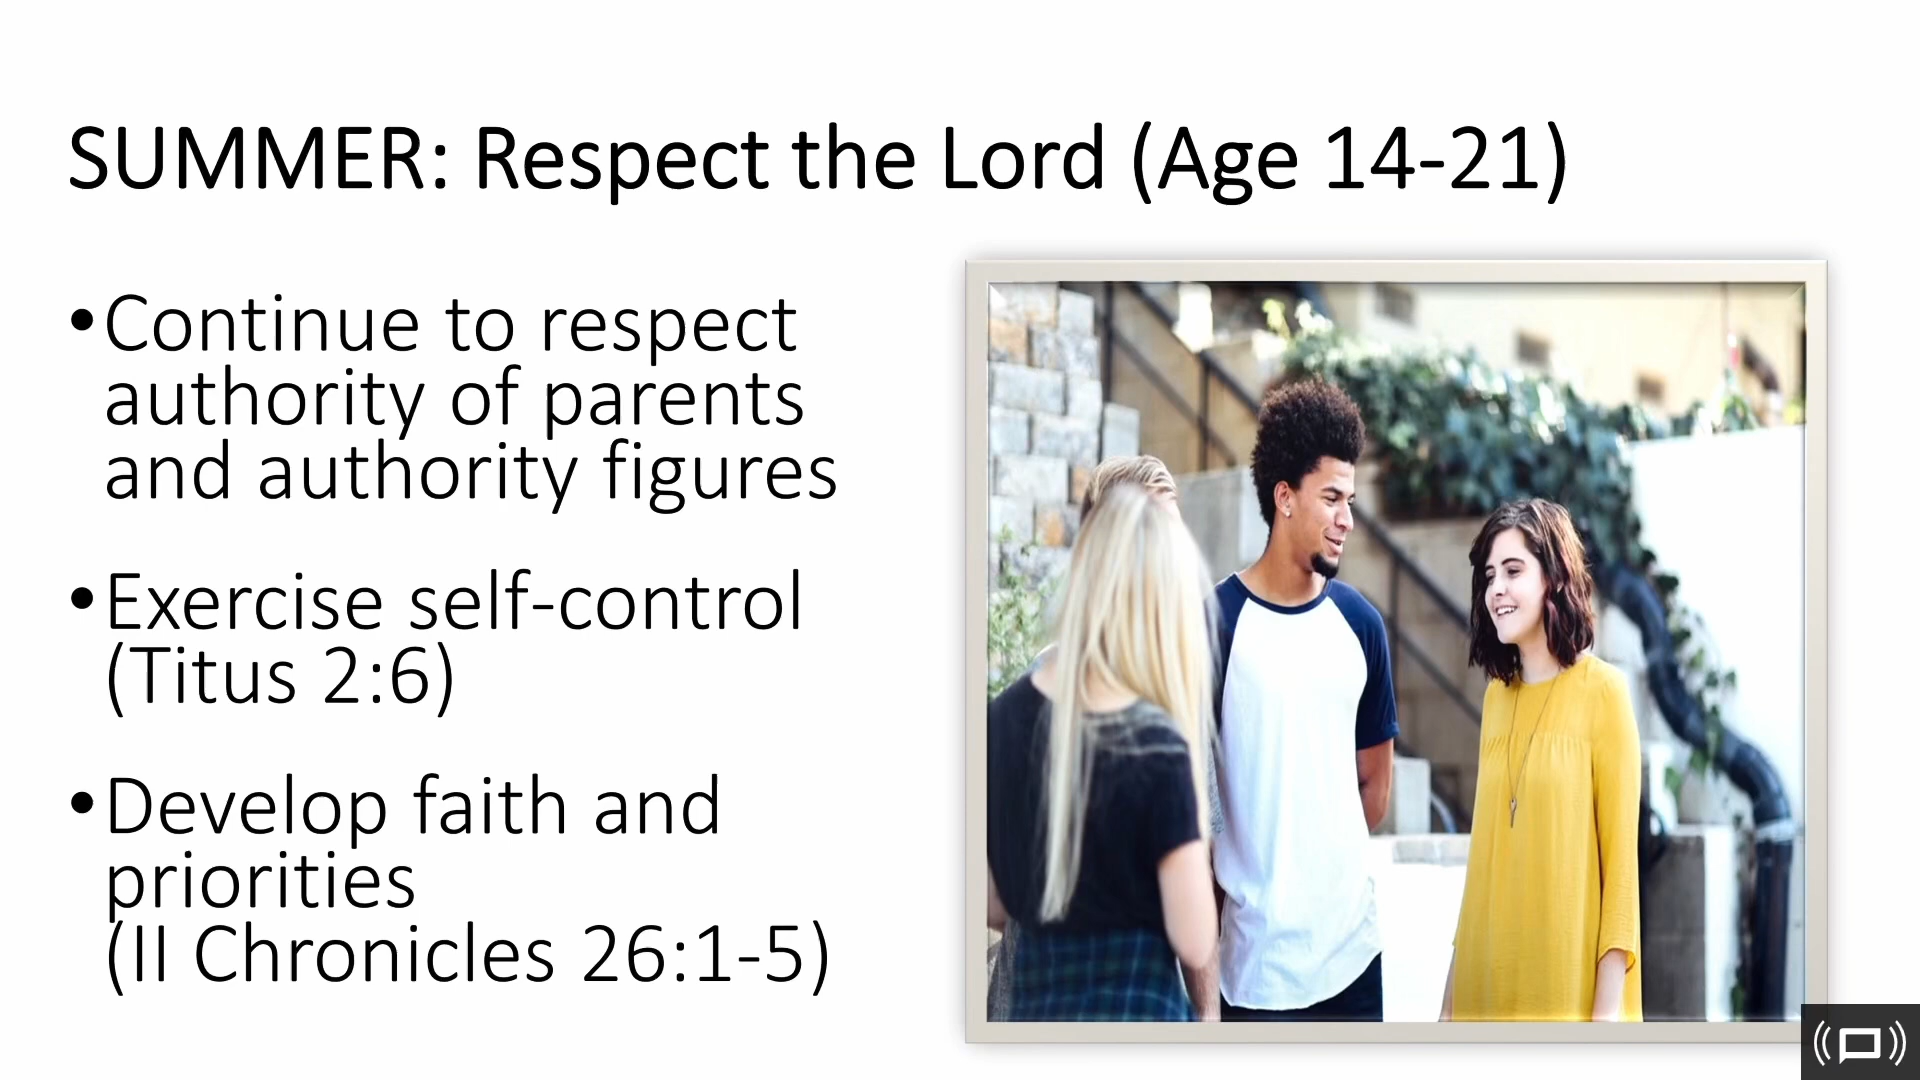 SUMMER: Respect the Lord (Age 14-21)
•Continue to respect
authority of parents
and authority figures
•Exercise self-control
(Titus 2:6)
•Develop faith and
priorities
(II Chronicles 26:1-5)